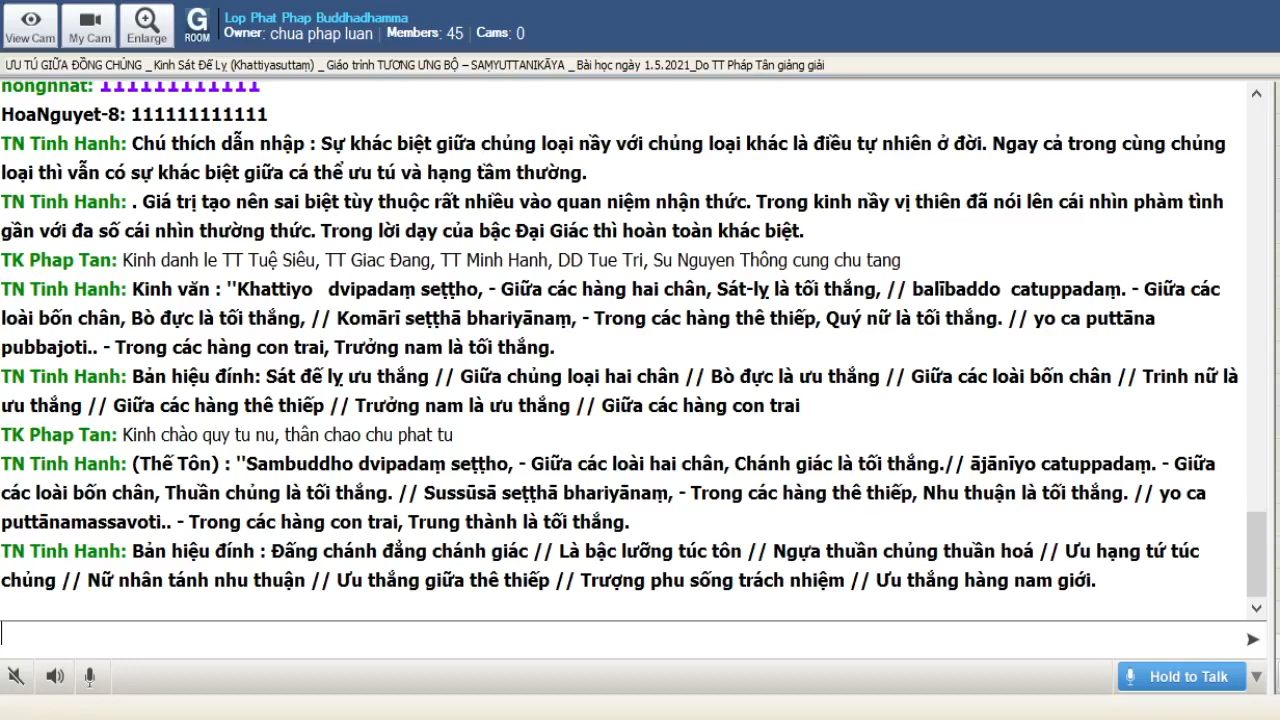 View Cam
My Cam
Enlarge
G
ROOM
Lop Phat Phap Buddhadhamma
Owner: chua phap luan | Members: 45 | Cams: 0
ƯU TÚ GIỮA ĐỒNG CHỦNG _Kinh Sát Đế Lỵ (Khattiyasuttaṃ) _ Giáo trình TƯƠNG ƯNG BỘ – SAṂYUTTANIKĀYA _ Bài học ngày 1.5.2021_Do TT Pháp Tân giảng giải
hongnhat: 111111111111
HoaNguyet-8: 111111111111
TN Tinh Hanh: Chú thích dẫn nhập : Sự khác biệt giữa chủng loại nầy với chủng loại khác là điều tự nhiên ở đời. Ngay cả trong cùng chủng
loại thì vẫn có sự khác biệt giữa cá thể ưu tú và hạng tầm thường.
TN Tinh Hanh: . Giá trị tạo nên sai biệt tùy thuộc rất nhiều vào quan niệm nhận thức. Trong kinh nầy vị thiên đã nói lên cái nhìn phàm tình
gần với đa số cái nhìn thường thức. Trong lời dạy của bậc Đại Giác thì hoàn toàn khác biệt.
TK Phap Tan: Kinh danh le TT Tuệ Siêu, TT Giac Đang, TT Minh Hanh, DD Tue Tri, Su Nguyen Thông cung chu tang
TN Tinh Hanh: Kinh văn : ''Khattiyo dvipadaṃ seṭṭho, - Giữa các hàng hai chân, Sát-lỵ là tối thắng, // balībaddo catuppadaṃ. - Giữa các
loài bốn chân, Bò đực là tối thắng, // Komārī seṭṭhā bhariyānaṃ, - Trong các hàng thê thiếp, Quý nữ là tối thắng. // yo ca puttāna
pubbajoti.. - Trong các hàng con trai, Trưởng nam là tối thắng.
TN Tinh Hanh: Bản hiệu đính: Sát đế lỵ ưu thắng // Giữa chủng loại hai chân // Bò đực là ưu thắng // Giữa các loài bốn chân // Trinh nữ là
ưu thắng // Giữa các hàng thê thiếp // Trưởng nam là ưu thắng // Giữa các hàng con trai
TK Phap Tan: Kinh chào quy tu nu, thân chao chu phat tu
TN Tinh Hanh: (Thế Tôn) : ''Sambuddho dvipadaṃ seṭṭho, - Giữa các loài hai chân, Chánh giác là tối thắng.// ājānīyo catuppadaṃ. - Giữa
các loài bốn chân, Thuần chủng là tối thắng. // Sussūsā seṭṭhā bhariyānaṃ, - Trong các hàng thê thiếp, Nhu thuận là tối thắng. // yo ca
puttānamassavoti.. - Trong các hàng con trai, Trung thành là tối thắng.
TN Tinh Hanh: Bản hiệu đính : Đấng chánh đẳng chánh giác // Là bậc lưỡng túc tôn // Ngựa thuần chủng thuần hoá // Ưu hạng tứ túc
chủng // Nữ nhân tánh nhu thuận // Ưu thắng giữa thê thiếp // Trượng phu sống trách nhiệm // Ưu thắng hàng nam giới.
Hold to Talk